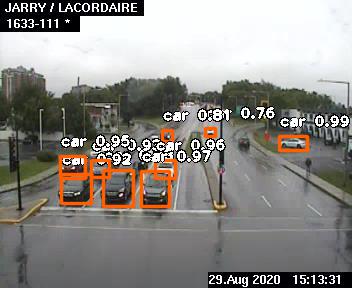 JARRY / LACORDAIRE
1633-111 *
car 0.81
0.76
car 0.99
car 0.95
car 0.96
car 0.92
car 0.97
29.Aug 2020 15:13:31